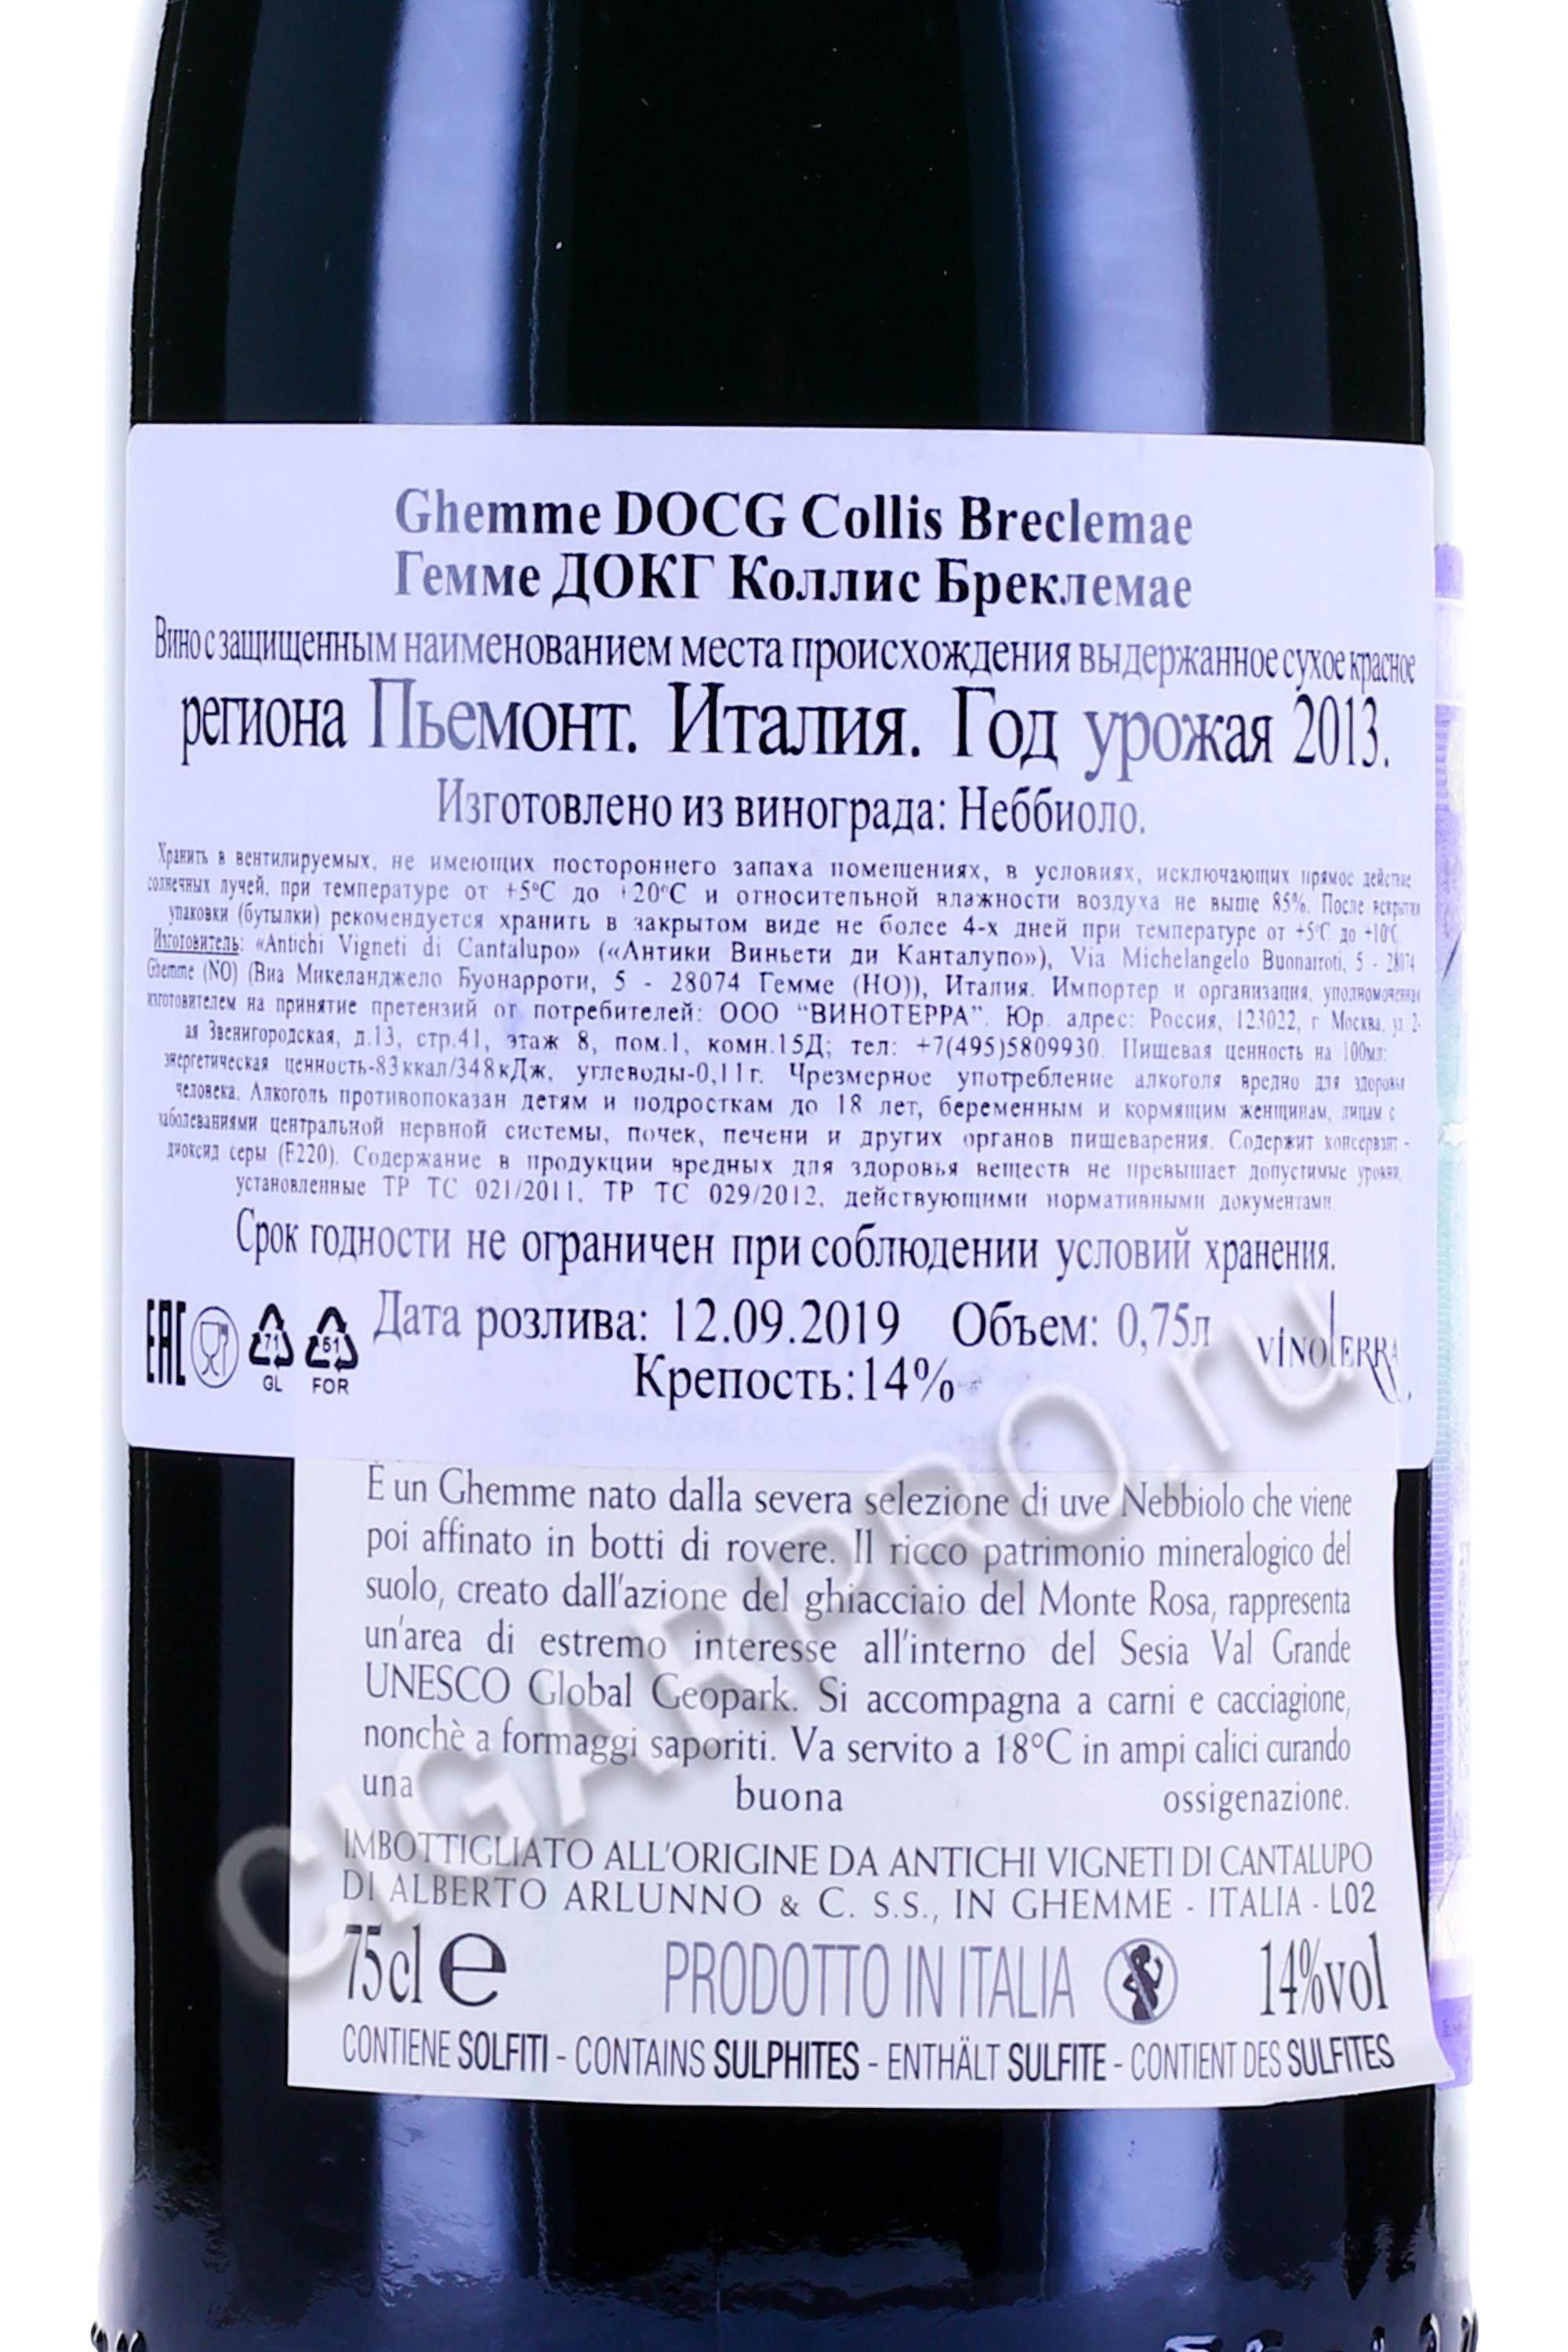 Ghemme DOCG Collis Breclemae
Гемме ДОКГ Коллис Бреклемае
Вино с защищенным наименованием места происхождения выдержанное сухое красное
региона Пьемонт. Италия. Год урожая 2013.
Изготовлено из винограда: Неббиоло.
Хранить в вентилируемых, не имеющих постороннего запаха помещениях, в условиях, исключающих прямое действие
солнечных лучей, при температуре от +5°С до +20°С и относительной влажности воздуха не выше 85%. После вскрытия
упаковки (бутылки) рекомендуется хранить в закрытом виде не более 4-х дней при температуре от +5°С до +10°С
Изготовитель: «Antichi Vigneti di Cantalupo» («Антики Виньети ди Канталупо»), Via Michelangelo Buonarroti, 5 - 28074
Ghemme (NO) (Виа Микеланджело Буонарроти, 5 - 28074 Гемме (НО)), Италия. Импортер и организация, уполномоченная
изготовителем на принятие претензий от потребителей: ООО "ВИНОТЕРРА". Юр. адрес: Россия, 123022, г. Москва, ул. 2-
ая Звенигородская, д.13, стр.41, этаж 8, пом.1, комн.15Д; тел: +7(495)5809930. Пищевая ценность на 100мл:
энергетическая ценность-83ккал/348кДж, углеводы-0,11г. Чрезмерное употребление алкоголя вредно для здоровья
человека. Алкоголь противопоказан детям и подросткам до 18 лет, беременным и кормящим женщинам, лицам с
заболеваниями центральной нервной системы, почек, печени и других органов пищеварения. Содержит консервант -
диоксид серы (Е220). Содержание в продукции вредных для здоровья веществ не превышает допустимые уровни,
установленные ТР ТС 021/2011, ТР ТС 029/2012, действующими нормативными документами.
Срок годности не ограничен при соблюдении условий хранения.
EAC 71 GL 61 FOR Дата розлива: 12.09.2019 Объем: 0,75л VINOTERRA
Крепость:14%
È un Ghemme nato dalla severa selezione di uve Nebbiolo che viene
poi affinato in botti di rovere. Il ricco patrimonio mineralogico del
suolo, creato dall'azione del ghiacciaio del Monte Rosa, rappresenta
un'area di estremo interesse all'interno del Sesia Val Grande
UNESCO Global Geopark. Si accompagna a carni e cacciagione,
nonchè a formaggi saporiti. Va servito a 18°C in ampi calici curando
una buona ossigenazione.
IMBOTTIGLIATO ALL'ORIGINE DA ANTICHI VIGNETI DI CANTALUPO
DI ALBERTO ARLUNNO & C. S.S., IN GHEMME - ITALIA - L02
75cl e PRODOTTO IN ITALIA 14%vol
CONTIENE SOLFITI - CONTAINS SULPHITES - ENTHÄLT SULFITE - CONTIENT DES SULFITES
CIGARPRO.ru